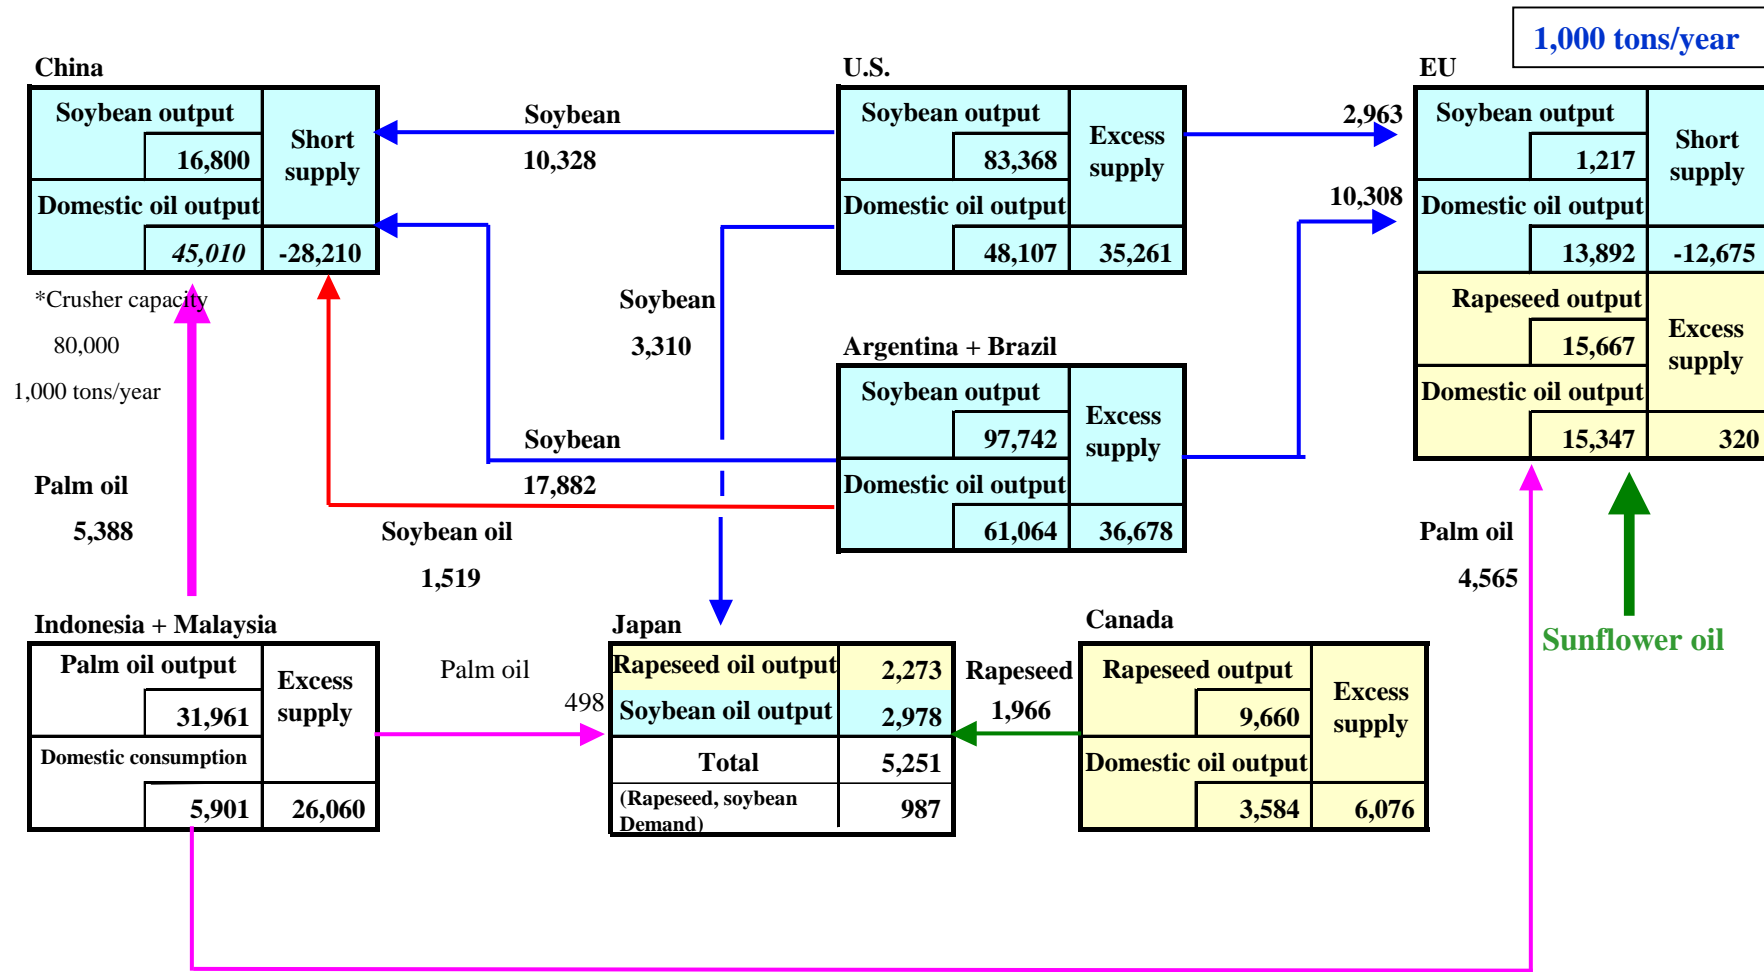 1,000 tons/year
China
Soybean output
16,800
Short
supply
Domestic oil output
45,010
-28,210
*Crusher capacity
80,000
1,000 tons/year
Soybean
10,328
U.S.
Soybean output
83,368
Excess
supply
Domestic oil output
48,107
35,261
2,963
10,308
EU
Soybean output
1,217
Short
supply
Domestic oil output
13,892
-12,675
Rapeseed output
15,667
Excess
supply
Domestic oil output
15,347
320
Soybean
3,310
Argentina + Brazil
Soybean output
97,742
Excess
supply
Domestic oil output
61,064
36,678
Soybean
17,882
Palm oil
5,388
Soybean oil
1,519
Palm oil
4,565
Sunflower oil
Indonesia + Malaysia
Palm oil output
31,961
Excess
supply
Domestic consumption
5,901
26,060
Palm oil
498
Japan
Rapeseed oil output
2,273
Soybean oil output
2,978
Total
5,251
(Rapeseed, soybean
Demand)
987
Rapeseed
1,966
Canada
Rapeseed output
9,660
Excess
supply
Domestic oil output
3,584
6,076